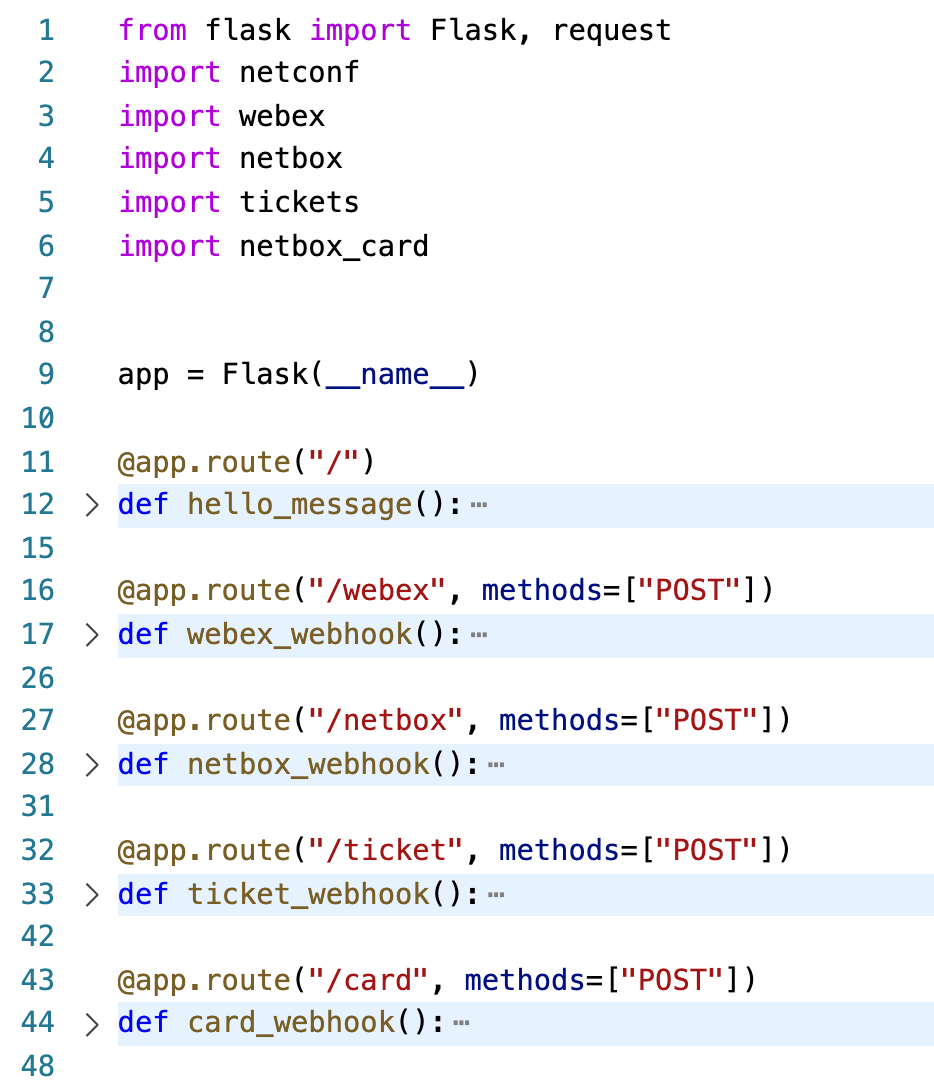 1 from flask import Flask, request
2 import netconf
3 import webex
4 import netbox
5 import tickets
6 import netbox_card
7
8
9 app = Flask(__name__)
10
11 @app.route("/")
12 > def hello_message():⋯
15
16 @app.route("/webex", methods=["POST"])
17 > def webex_webhook():⋯
26
27 @app.route("/netbox", methods=["POST"])
28 > def netbox_webhook():⋯
31
32 @app.route("/ticket", methods=["POST"])
33 > def ticket_webhook():⋯
42
43 @app.route("/card", methods=["POST"])
44 > def card_webhook():⋯
48